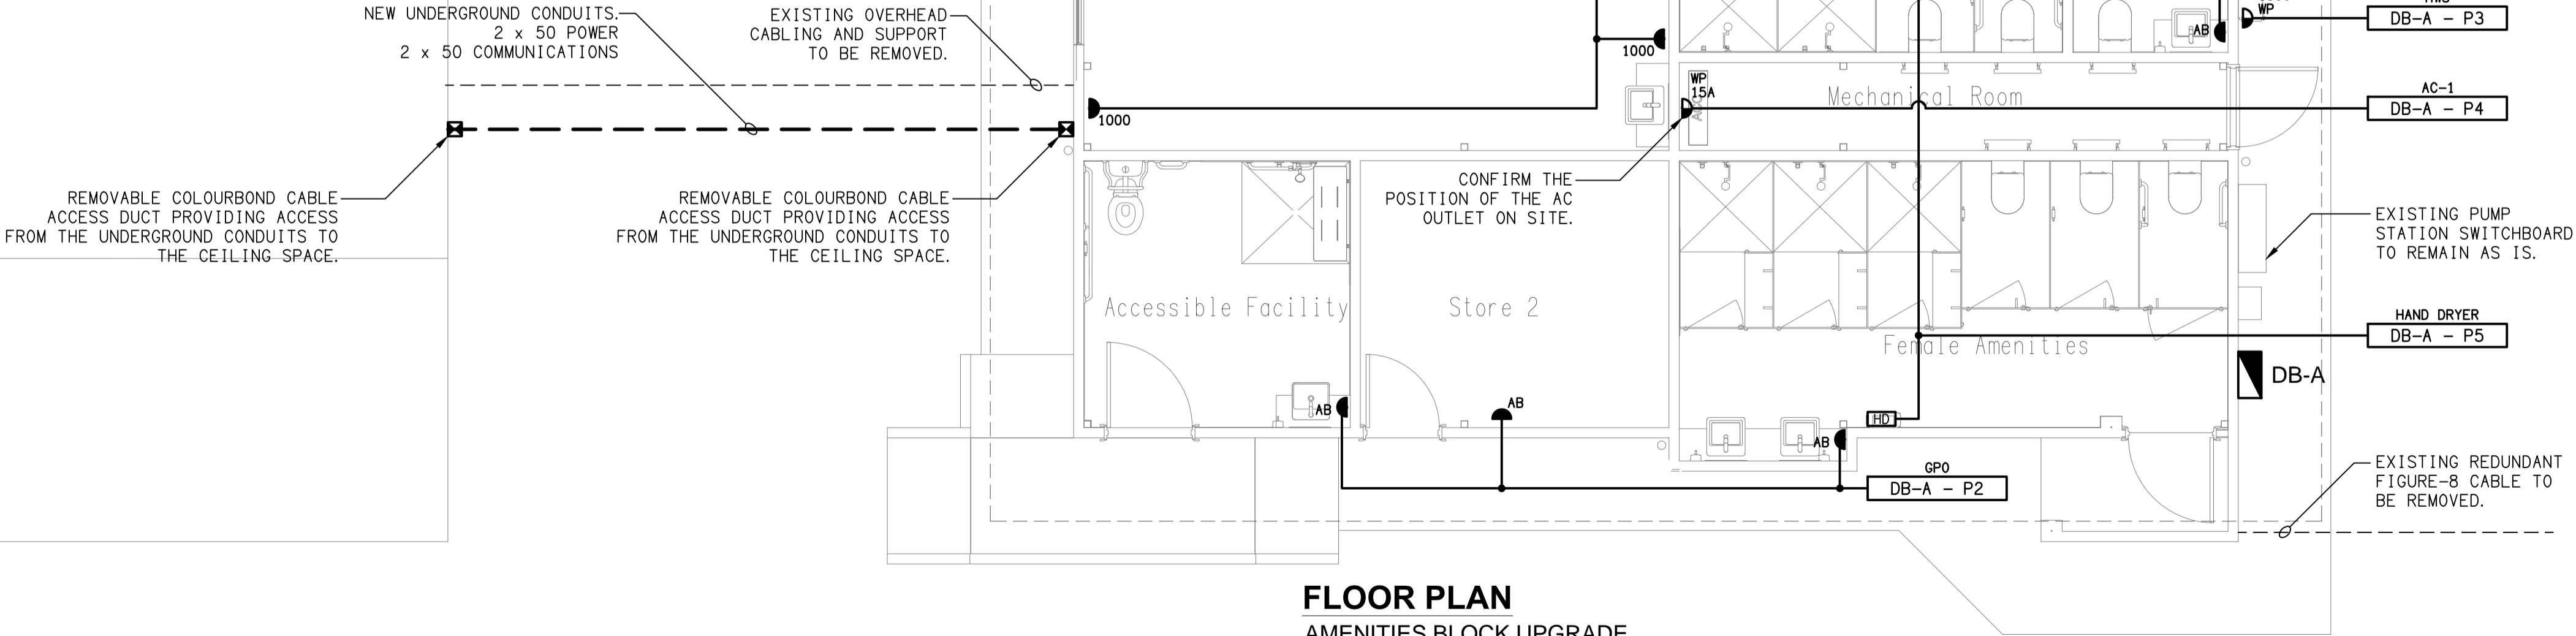 NEW UNDERGROUND CONDUITS.
2 x 50 POWER
2 x 50 COMMUNICATIONS
EXISTING OVERHEAD
CABLING AND SUPPORT
TO BE REMOVED.
1000
AB
WP
DB-A - P3
1000
WP
15A
Mechanical Room
AC-1
DB-A - P4
REMOVABLE COLOURBOND CABLE
ACCESS DUCT PROVIDING ACCESS
FROM THE UNDERGROUND CONDUITS TO
THE CEILING SPACE.
REMOVABLE COLOURBOND CABLE
ACCESS DUCT PROVIDING ACCESS
FROM THE UNDERGROUND CONDUITS TO
THE CEILING SPACE.
CONFIRM THE
POSITION OF THE AC
OUTLET ON SITE.
EXISTING PUMP
STATION SWITCHBOARD
TO REMAIN AS IS.
Accessible Facility
Store 2
Female Amenities
HAND DRYER
DB-A - P5
DB-A
AB
AB
HD
AB
GPO
DB-A - P2
EXISTING REDUNDANT
FIGURE-8 CABLE TO
BE REMOVED.
FLOOR PLAN
AMENITIES BLOCK UPGRADE